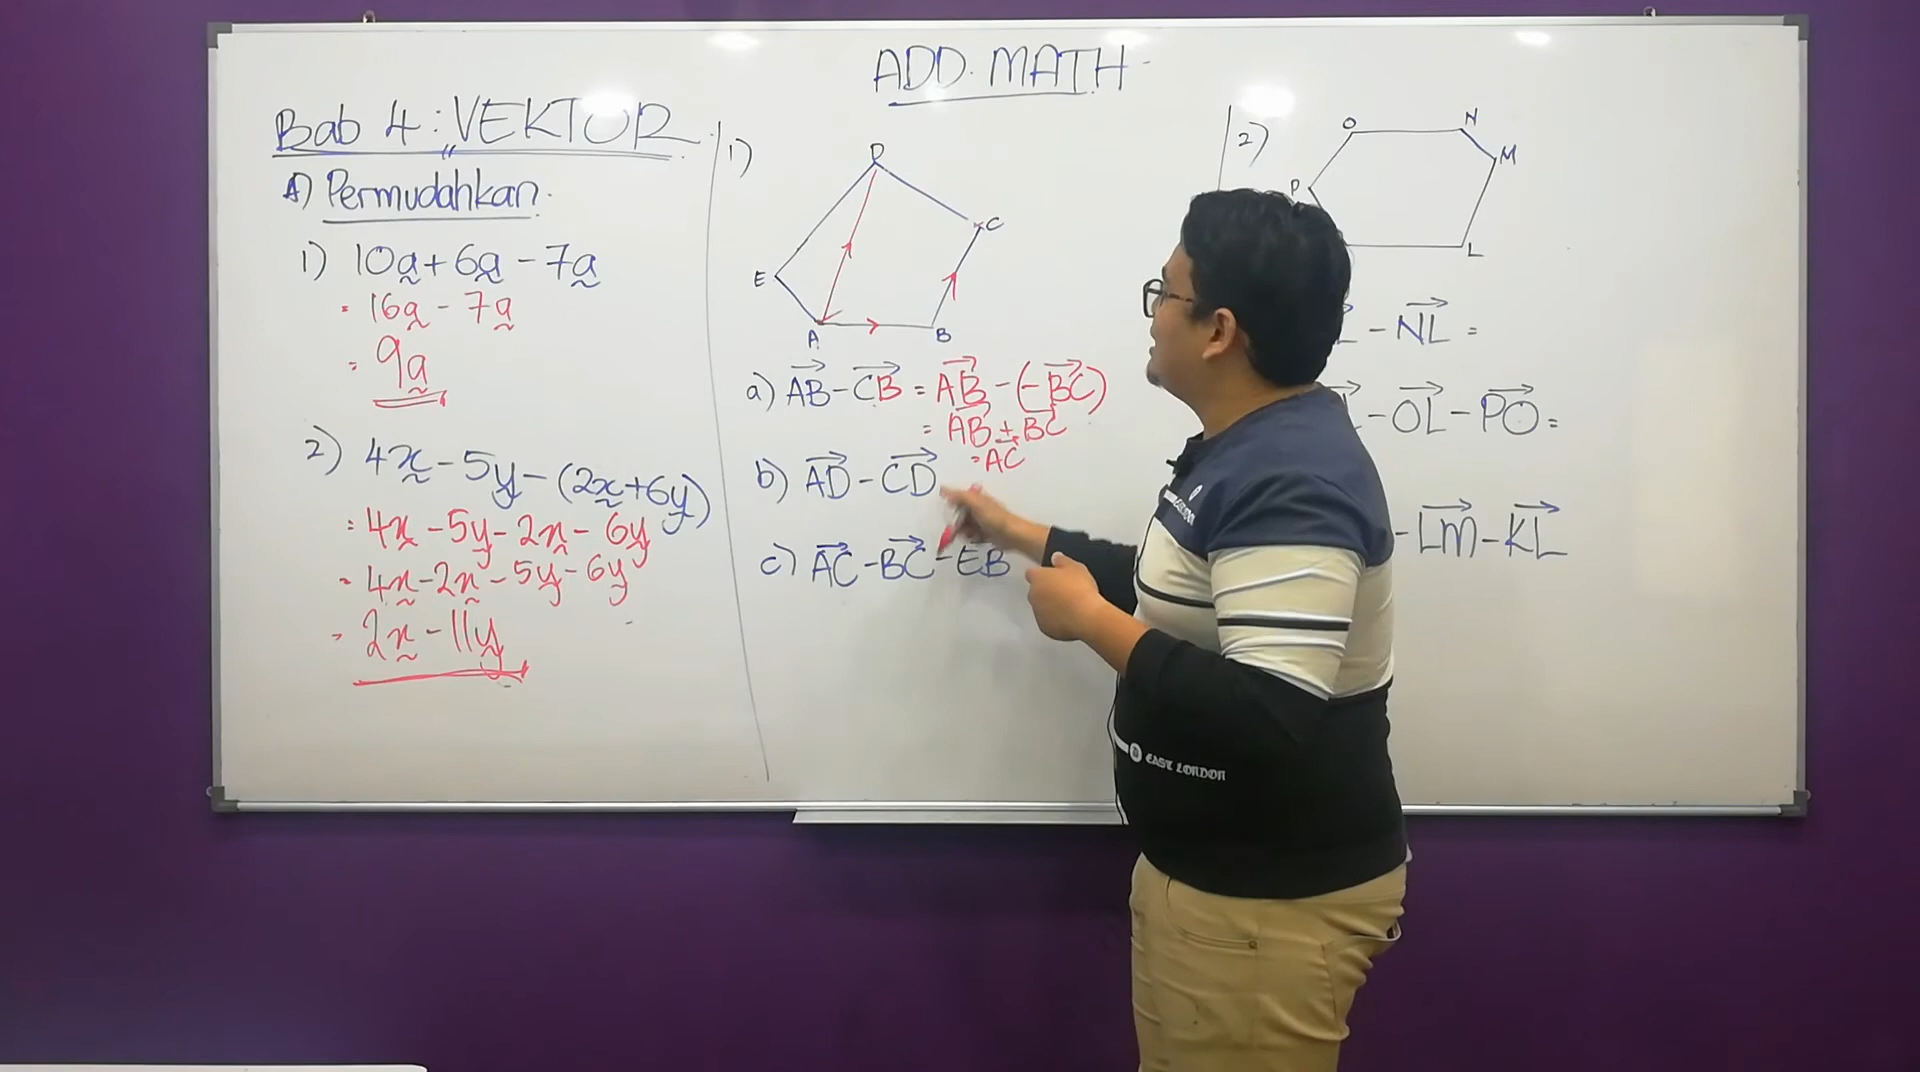 ADD. MATH
Bab 4 : VEKTOR
A) Permudahkan.
1) 10a + 6a - 7a
= 16a - 7a
= 9a
2) 4x - 5y - (2x + 6y)
= 4x - 5y - 2x - 6y
= 4x - 2x - 5y - 6y
= 2x - 11y
1)
D
C
E
A
B
a) AB - CB = AB - (-BC)
= AB + BC
= AC
b) AD - CD
c) AC - BC - EB
2)
O
N
M
P
L
- NL =
- OL - PO =
- LM - KL
EAST LONDON